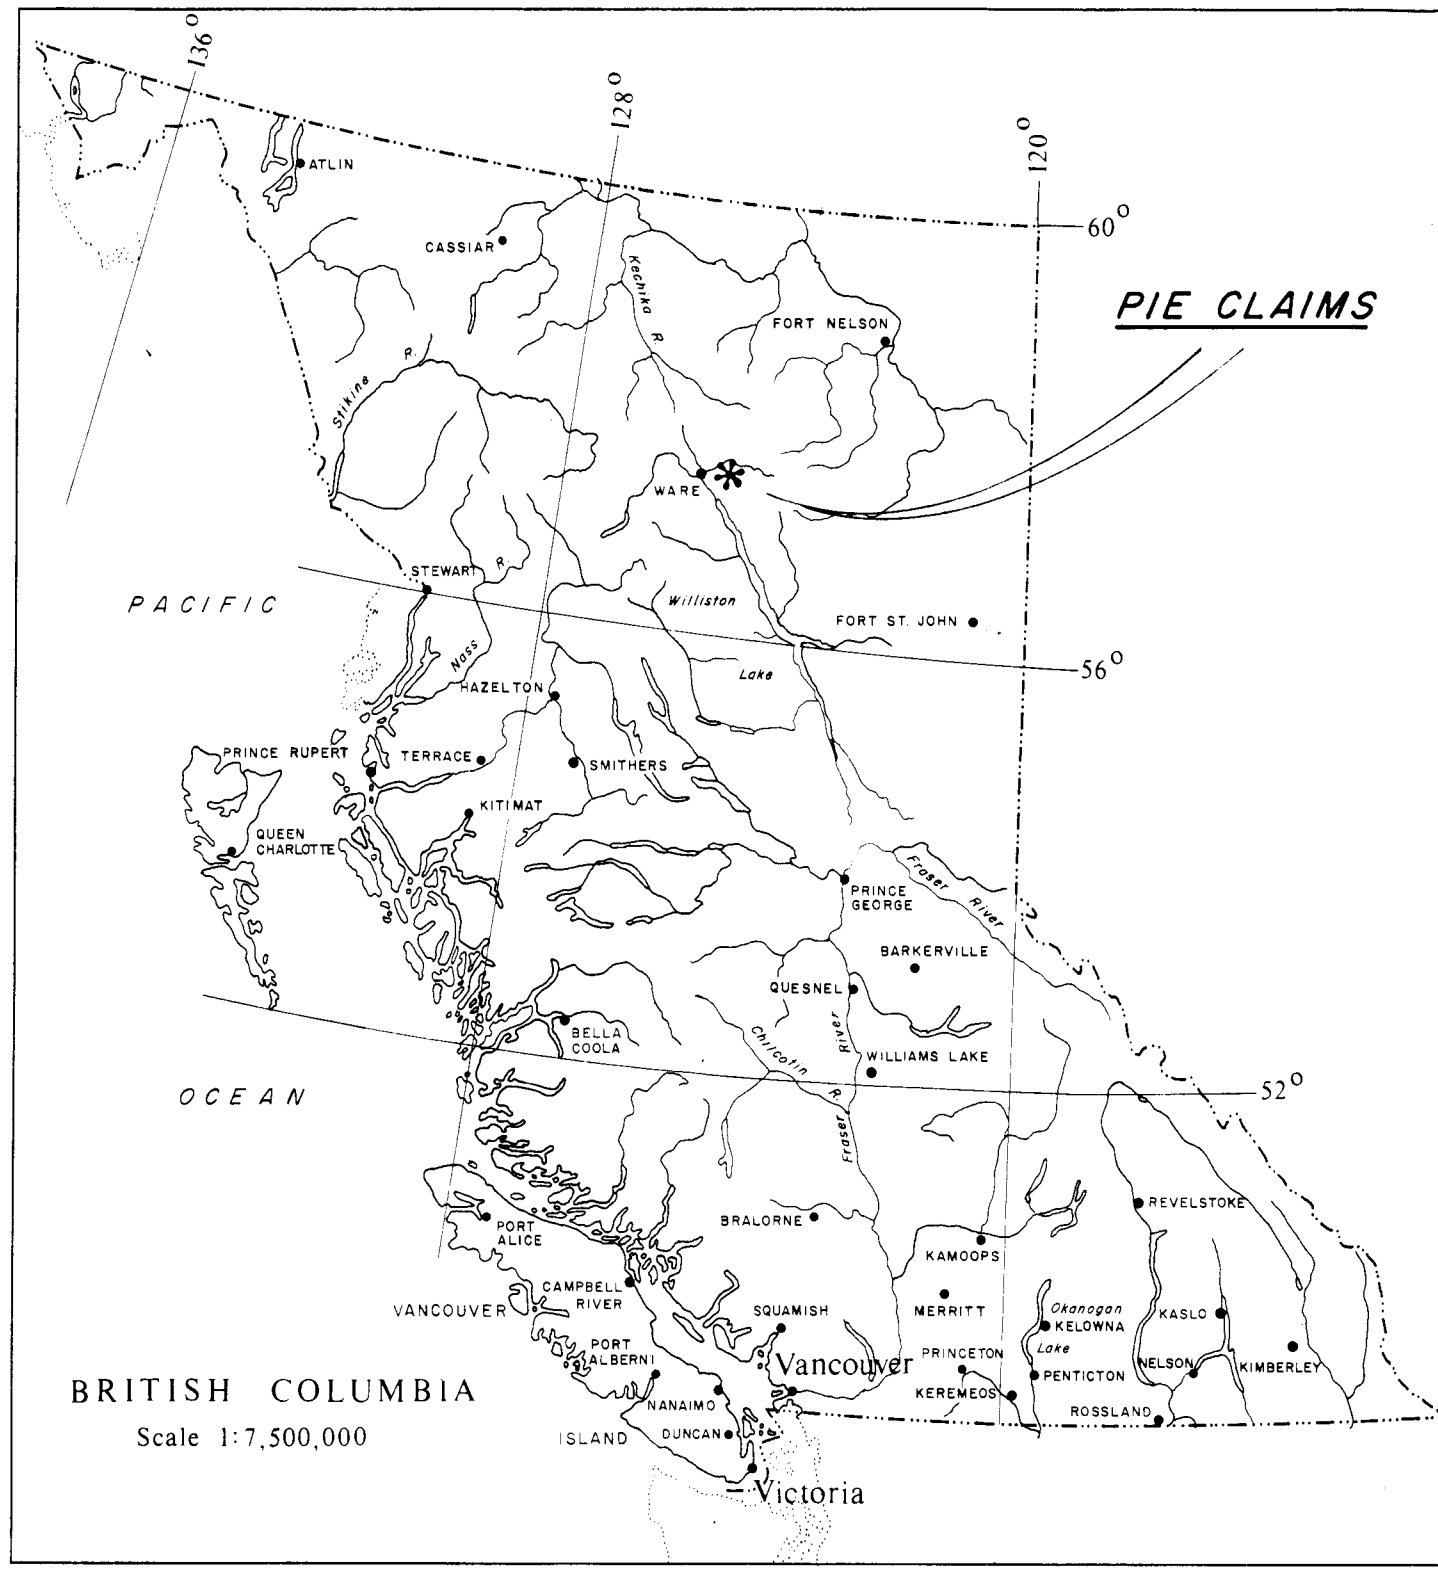 136°
128°
120°
ATLIN
60°
CASSIAR
Kechika R.
PIE CLAIMS
FORT NELSON
Stikine R.
WARE
STEWART
R.
PACIFIC
Williston
FORT ST. JOHN
Nass
56°
Lake
HAZELTON
PRINCE RUPERT
TERRACE
SMITHERS
KITIMAT
QUEEN
CHARLOTTE
Fraser River
PRINCE
GEORGE
BARKERVILLE
QUESNEL
BELLA
COOLA
Chilcotin R.
River
WILLIAMS LAKE
OCEAN
52°
Fraser
REVELSTOKE
PORT
ALICE
BRALORNE
KAMOOPS
CAMPBELL
RIVER
VANCOUVER
MERRITT
Okanogan
KELOWNA
KASLO
SQUAMISH
Lake
PORT
ALBERNI
Vancouver
PRINCETON
NELSON
KIMBERLEY
PENTICTON
BRITISH COLUMBIA
KEREMEOS
NANAIMO
ROSSLAND
Scale 1:7,500,000
ISLAND
DUNCAN
Victoria